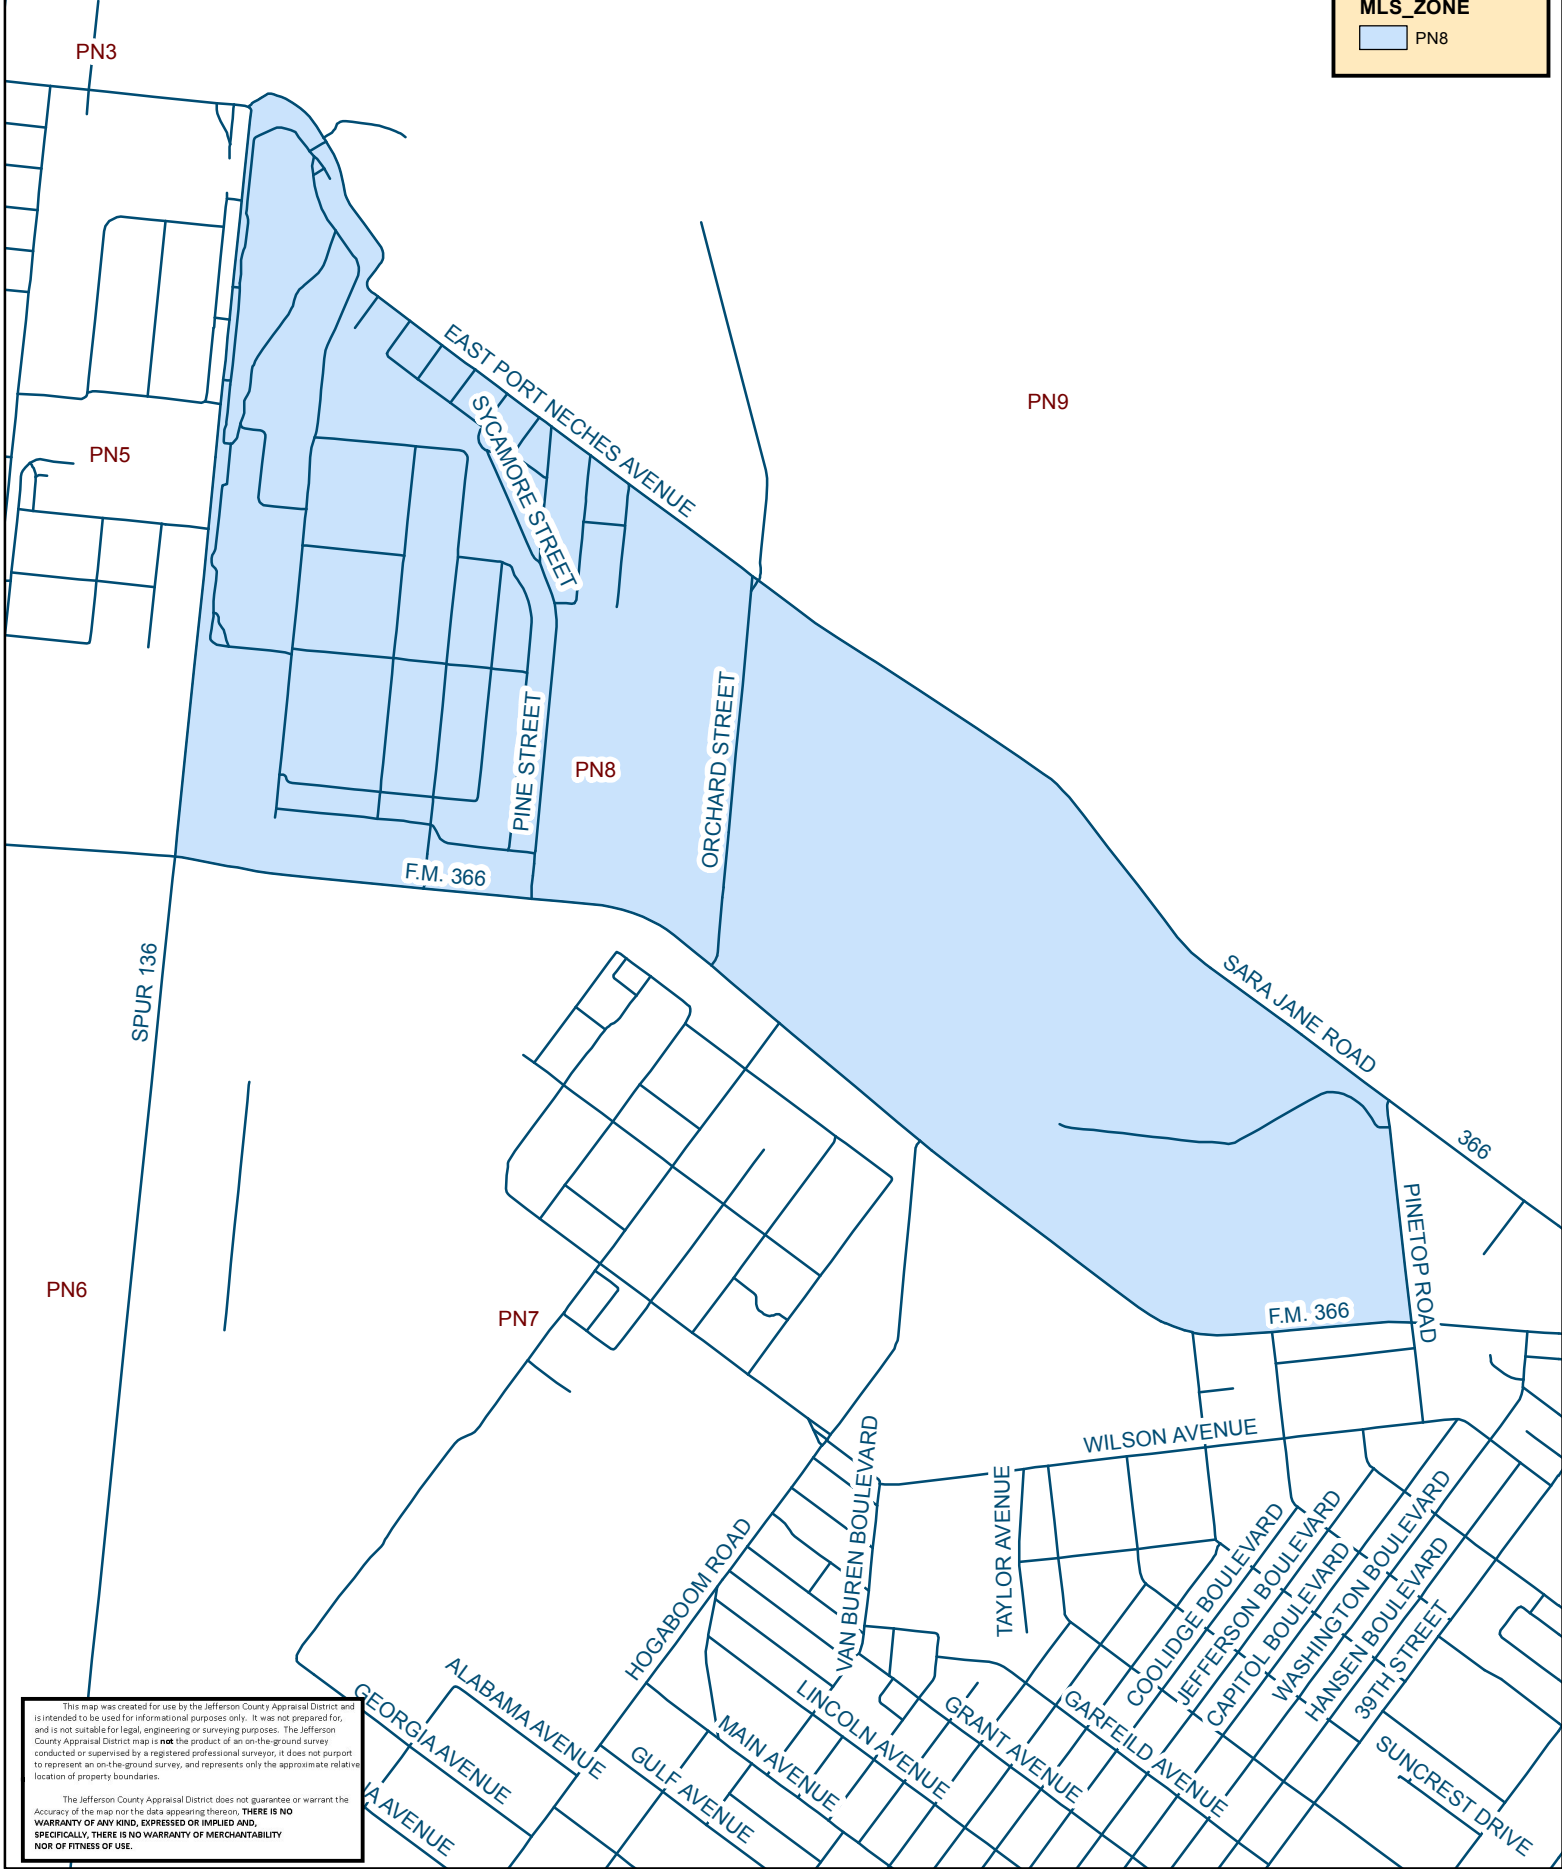 MLS_ZONE
PN8
PN3
PN9
EAST PORT NECHES AVENUE
SYCAMORE STREET
PN5
ORCHARD STREET
PINE STREET
PN8
F.M. 366
SPUR 136
SARA JANE ROAD
366
PINETOP ROAD
PN6
PN7
F.M. 366
WILSON AVENUE
VAN BUREN BOULEVARD
TAYLOR AVENUE
HOGABOOM ROAD
COOLIDGE BOULEVARD
JEFFERSON BOULEVARD
CAPITOL BOULEVARD
WASHINGTON BOULEVARD
HANSEN BOULEVARD
39TH STREET
GEORGIA AVENUE
ALABAMA AVENUE
GULF AVENUE
MAIN AVENUE
LINCOLN AVENUE
GRANT AVENUE
GARFEILD AVENUE
SUNCREST DRIVE
IA AVENUE
This map was created for use by the Jefferson County Appraisal District and
is intended to be used for informational purposes only. It was not prepared for,
and is not suitable for legal, engineering or surveying purposes. The Jefferson
County Appraisal District map is not the product of an on-the-ground survey
conducted or supervised by a registered professional surveyor, it does not purport
to represent an on-the-ground survey, and represents only the approximate relative
location of property boundaries.
The Jefferson County Appraisal District does not guarantee or warrant the
Accuracy of the map nor the data appearing thereon, THERE IS NO
WARRANTY OF ANY KIND, EXPRESSED OR IMPLIED AND,
SPECIFICALLY, THERE IS NO WARRANTY OF MERCHANTABILITY
NOR OF FITNESS OF USE.